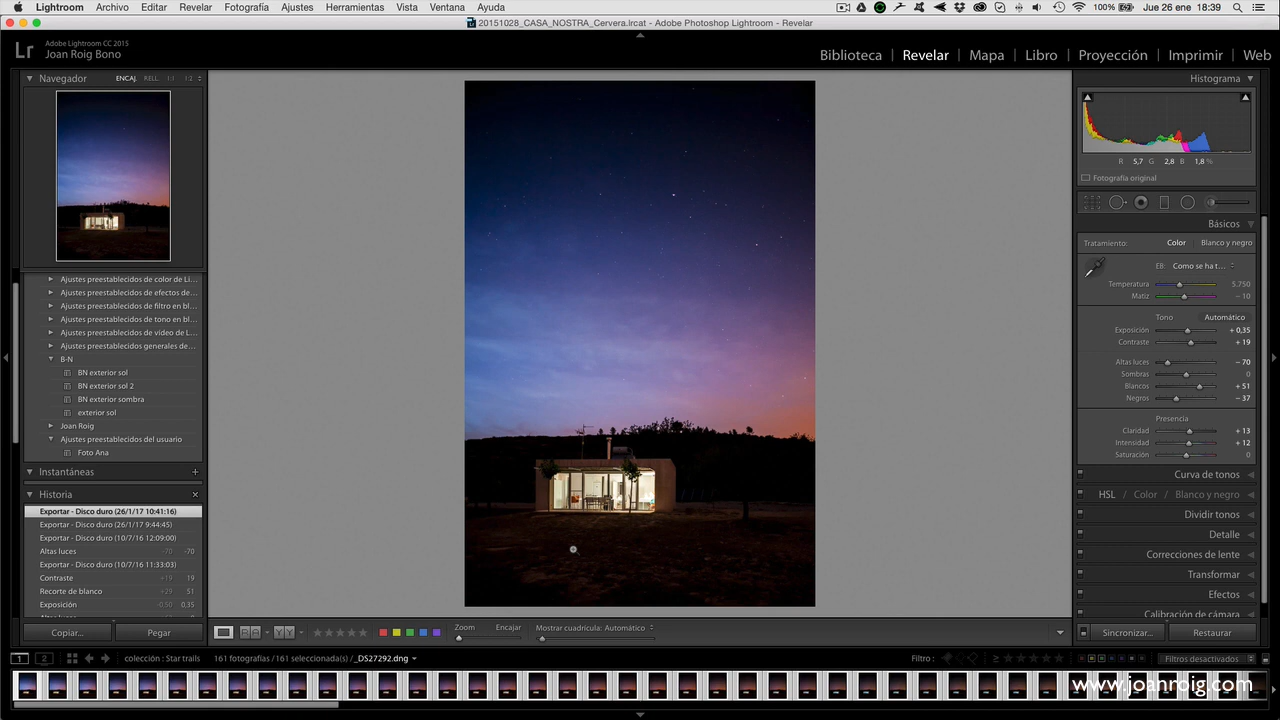 Lightroom Archivo Editar Revelar Fotografía Ajustes Herramientas Vista Ventana Ayuda 100% Jue 26 ene 18:39
20151028_CASA_NOSTRA_Cervera.lrcat - Adobe Photoshop Lightroom - Revelar
Lr
Adobe Lightroom CC 2015
Joan Roig Bono
Biblioteca | Revelar | Mapa | Libro | Proyección | Imprimir | Web
Navegador ENCAJ. RELL. 1:1 1:2
Ajustes preestablecidos de color de Li...
Ajustes preestablecidos de efectos de...
Ajustes preestablecidos de filtro en bl...
Ajustes preestablecidos de tono en bl...
Ajustes preestablecidos de vídeo de L...
Ajustes preestablecidos generales de...
B-N
BN exterior sol
BN exterior sol 2
BN exterior sombra
exterior sol
Joan Roig
Ajustes preestablecidos del usuario
Foto Ana
Instantáneas
Historia
Exportar - Disco duro (26/1/17 10:41:16)
Exportar - Disco duro (26/1/17 9:44:45)
Exportar - Disco duro (10/7/16 12:09:00)
Altas luces -70 -70
Exportar - Disco duro (10/7/16 11:33:03)
Contraste +19 19
Recorte de blanco +29 51
Exposición -0,50 0,35
Copiar... Pegar
Histograma
R 5,7 G 2,8 B 1,8 %
Fotografía original
Básicos
Tratamiento: Color Blanco y negro
EB: Como se ha t...
Temperatura 5.750
Matiz - 10
Tono Automático
Exposición + 0,35
Contraste + 19
Altas luces - 70
Sombras 0
Blancos + 51
Negros - 37
Presencia
Claridad + 13
Intensidad + 12
Saturación 0
Curva de tonos
HSL / Color / Blanco y negro
Dividir tonos
Detalle
Correcciones de lente
Transformar
Efectos
Calibración de cámara
Sincronizar... Restaurar
Zoom Encajar Mostrar cuadrícula: Automático
1 2 colección : Star trails 161 fotografías / 161 seleccionada(s) / _DS27292.dng
Filtro : Filtros desactivados
www.joanroig.com